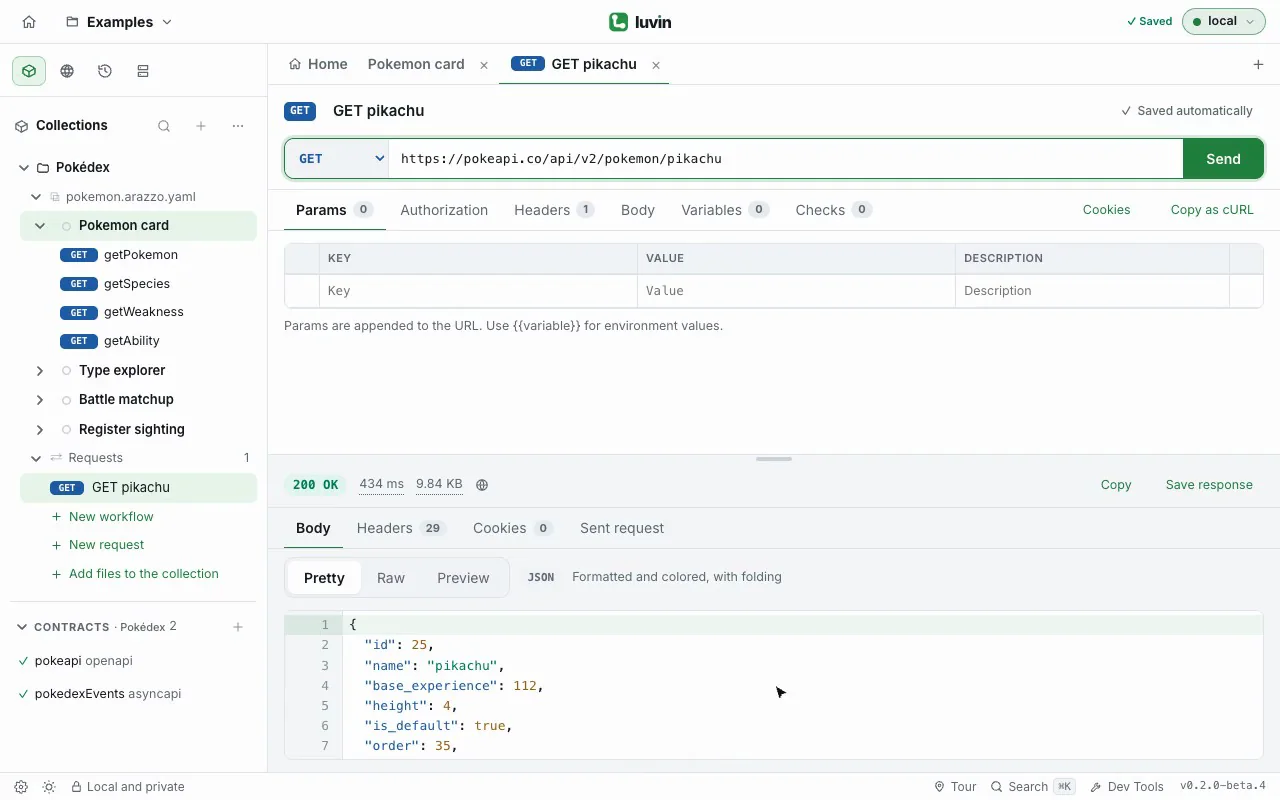 Examples
luvin
Saved
local
Home
Pokemon card
GET GET pikachu
Collections
Pokédex
pokemon.arazzo.yaml
Pokemon card
GET getPokemon
GET getSpecies
GET getWeakness
GET getAbility
Type explorer
Battle matchup
Register sighting
Requests 1
GET GET pikachu
+ New workflow
+ New request
+ Add files to the collection
CONTRACTS · Pokédex 2
pokeapi openapi
pokedexEvents asyncapi
GET GET pikachu
Saved automatically
GET https://pokeapi.co/api/v2/pokemon/pikachu Send
Params 0 Authorization Headers 1 Body Variables 0 Checks 0 Cookies Copy as cURL
KEY VALUE DESCRIPTION
Key Value Description
Params are appended to the URL. Use {{variable}} for environment values.
200 OK 434 ms 9.84 KB Copy Save response
Body Headers 29 Cookies 0 Sent request
Pretty Raw Preview JSON Formatted and colored, with folding
1 {
2 "id": 25,
3 "name": "pikachu",
4 "base_experience": 112,
5 "height": 4,
6 "is_default": true,
7 "order": 35,
Local and private
Tour Search ⌘K Dev Tools v0.2.0-beta.4